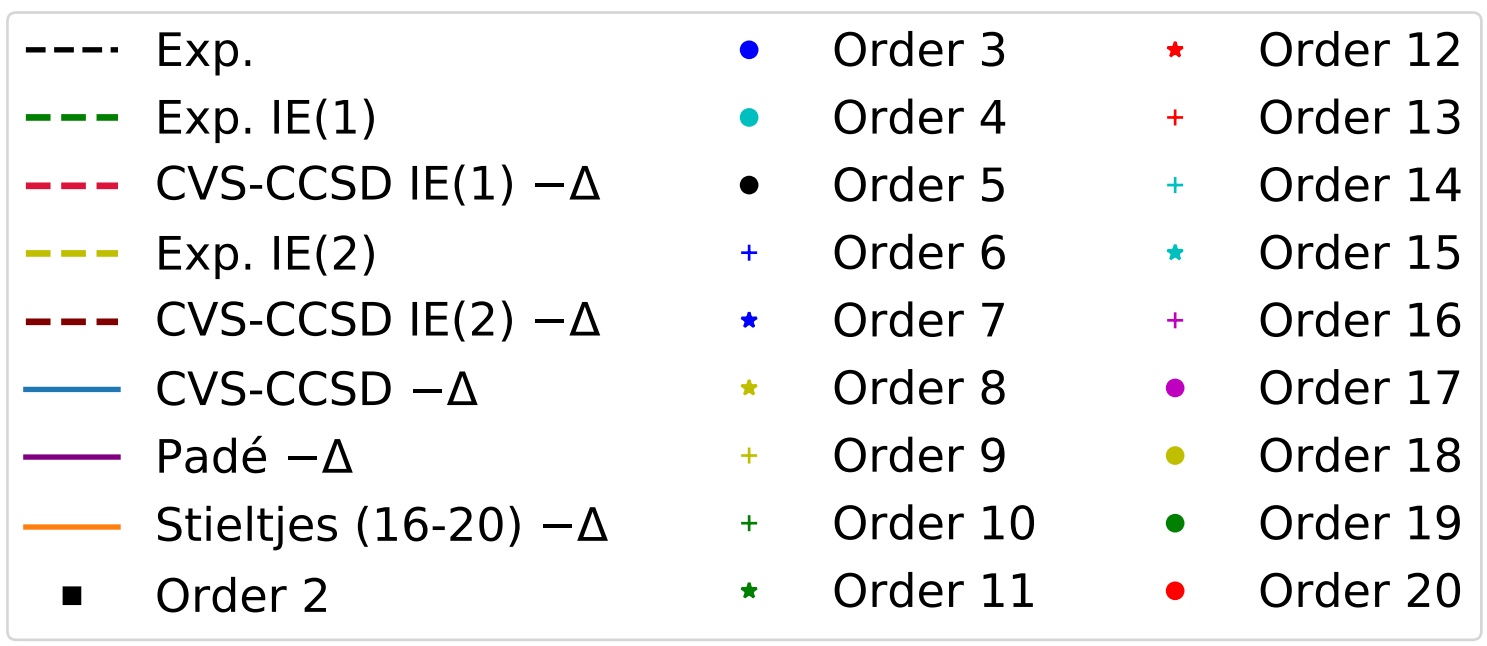 Exp.
Exp. IE(1)
CVS-CCSD IE(1) −Δ
Exp. IE(2)
CVS-CCSD IE(2) −Δ
CVS-CCSD −Δ
Padé −Δ
Stieltjes (16-20) −Δ
Order 2
Order 3
Order 4
Order 5
Order 6
Order 7
Order 8
Order 9
Order 10
Order 11
Order 12
Order 13
Order 14
Order 15
Order 16
Order 17
Order 18
Order 19
Order 20